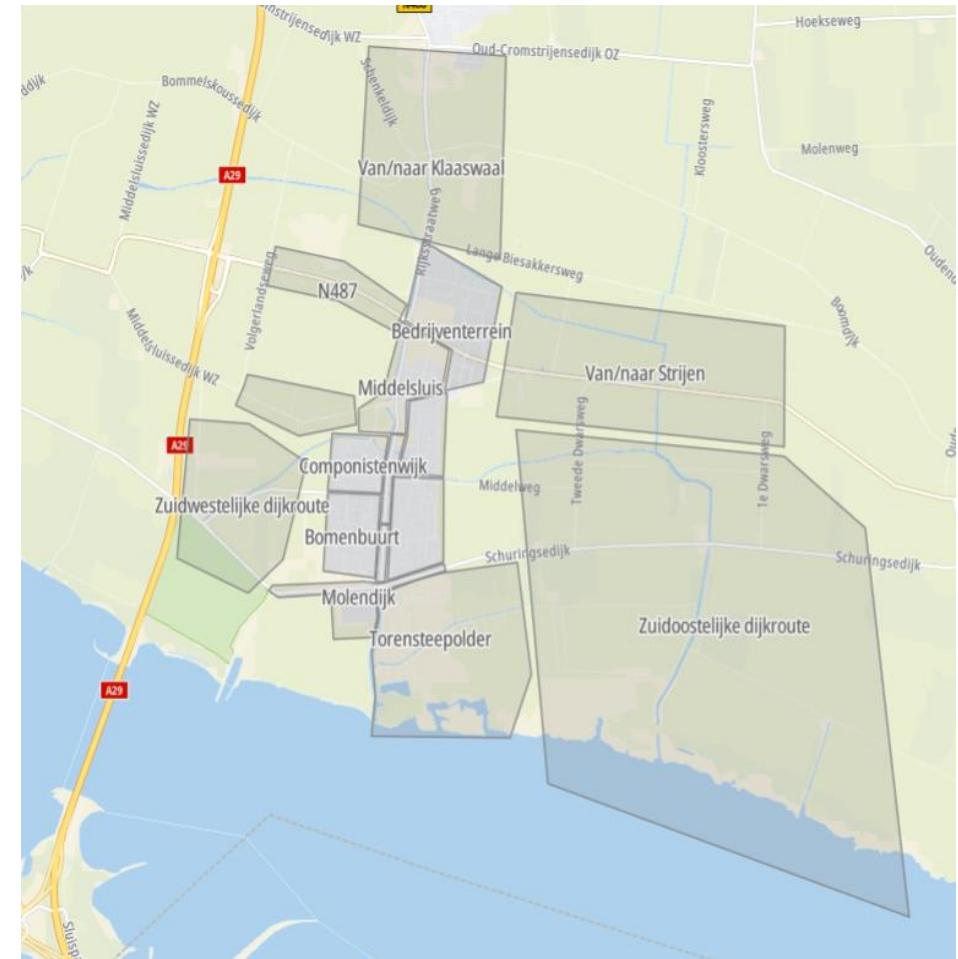 Oud-Cromstrijensedijk OZ
Hoekseweg
Bommelskoussedijk
Schenkeldijk
Middelsluissedijk WZ
Kloostersweg
Molenweg
A29
Van/naar Klaaswaal
Rijksstraatweg
Lange Biesakkersweg
Volgerlandseweg
N487
Boomdijk
Bedrijventerrein
Middelsluissedijk WZ
Van/naar Strijen
Middelsluis
A29
Componistenwijk
Middelweg
Tweede Dwarsweg
1e Dwarsweg
Zuidwestelijke dijkroute
Bomenbuurt
Schuringsedijk
Schuringsedijk
Molendijk
Torensteepolder
Zuidoostelijke dijkroute
A29